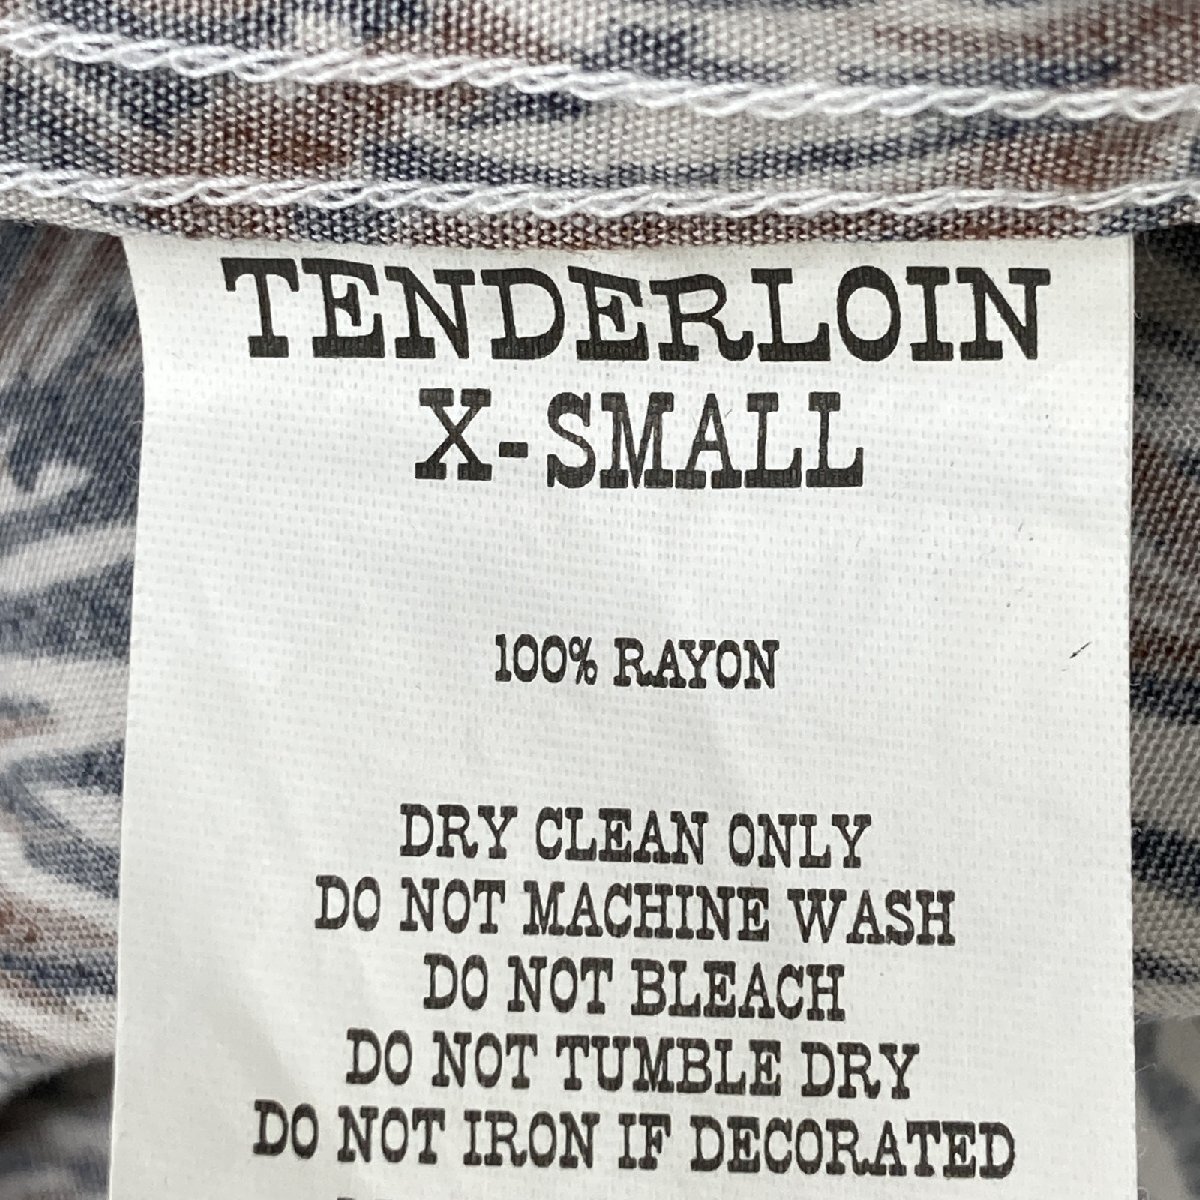 TENDERLOIN
X-SMALL
100% RAYON
DRY CLEAN ONLY
DO NOT MACHINE WASH
DO NOT BLEACH
DO NOT TUMBLE DRY
DO NOT IRON IF DECORATED